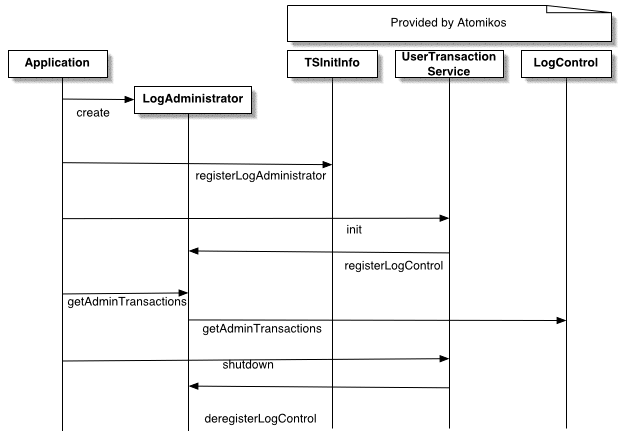 Provided by Atomikos
Application
TSInitInfo
UserTransaction
Service
LogControl
LogAdministrator
create
registerLogAdministrator
init
registerLogControl
getAdminTransactions
getAdminTransactions
shutdown
deregisterLogControl